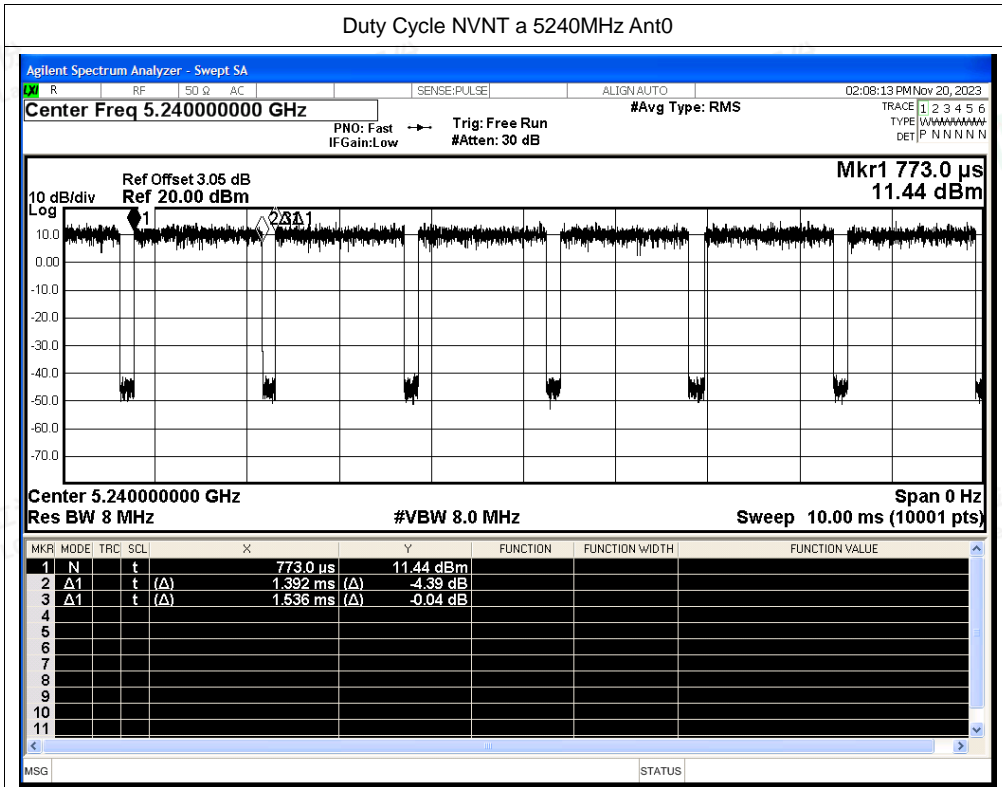 Duty Cycle NVNT a 5240MHz Ant0
Agilent Spectrum Analyzer - Swept SA
LXI R RF 50 Ω AC SENSE:PULSE ALIGN AUTO 02:08:13 PM Nov 20, 2023
Center Freq 5.240000000 GHz #Avg Type: RMS TRACE 1 2 3 4 5 6
PNO: Fast Trig: Free Run TYPE WWWWWW
IFGain:Low #Atten: 30 dB DET P N N N N N
Mkr1 773.0 µs
Ref Offset 3.05 dB
10 dB/div Ref 20.00 dBm 11.44 dBm
Log
1 2Δ1 3Δ1
10.0
0.00
-10.0
-20.0
-30.0
-40.0
-50.0
-60.0
-70.0
Center 5.240000000 GHz Span 0 Hz
Res BW 8 MHz #VBW 8.0 MHz Sweep 10.00 ms (10001 pts)
MKR MODE TRC SCL X Y FUNCTION FUNCTION WIDTH FUNCTION VALUE
1 N t 773.0 µs 11.44 dBm
2 Δ1 t (Δ) 1.392 ms (Δ) -4.39 dB
3 Δ1 t (Δ) 1.536 ms (Δ) -0.04 dB
4
5
6
7
8
9
10
11
MSG STATUS